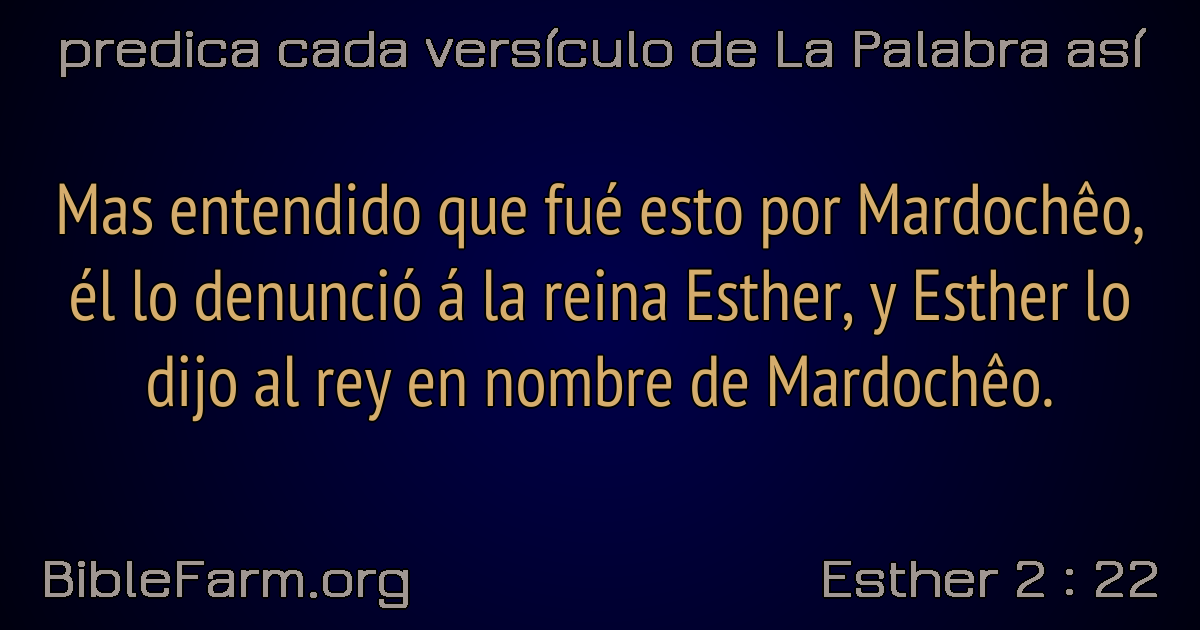 predica cada versículo de La Palabra así
Mas entendido que fué esto por Mardochêo,
él lo denunció á la reina Esther, y Esther lo
dijo al rey en nombre de Mardochêo.
BibleFarm.org
Esther 2 : 22